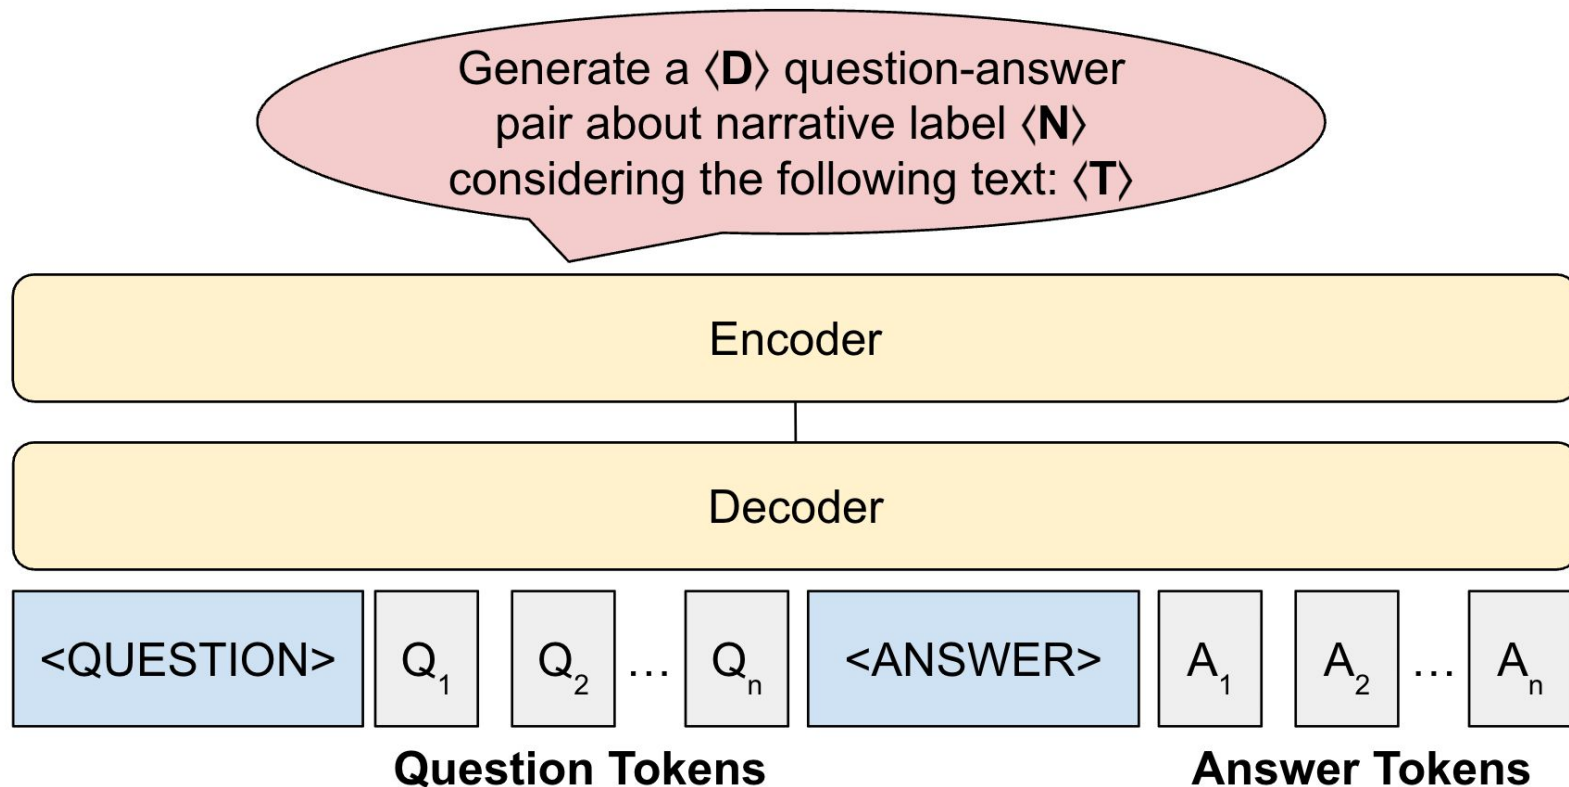 Generate a ⟨D⟩ question-answer
pair about narrative label ⟨N⟩
considering the following text: ⟨T⟩
Encoder
Decoder
<QUESTION> Q1 Q2 ... Qn <ANSWER> A1 A2 ... An
Question Tokens Answer Tokens